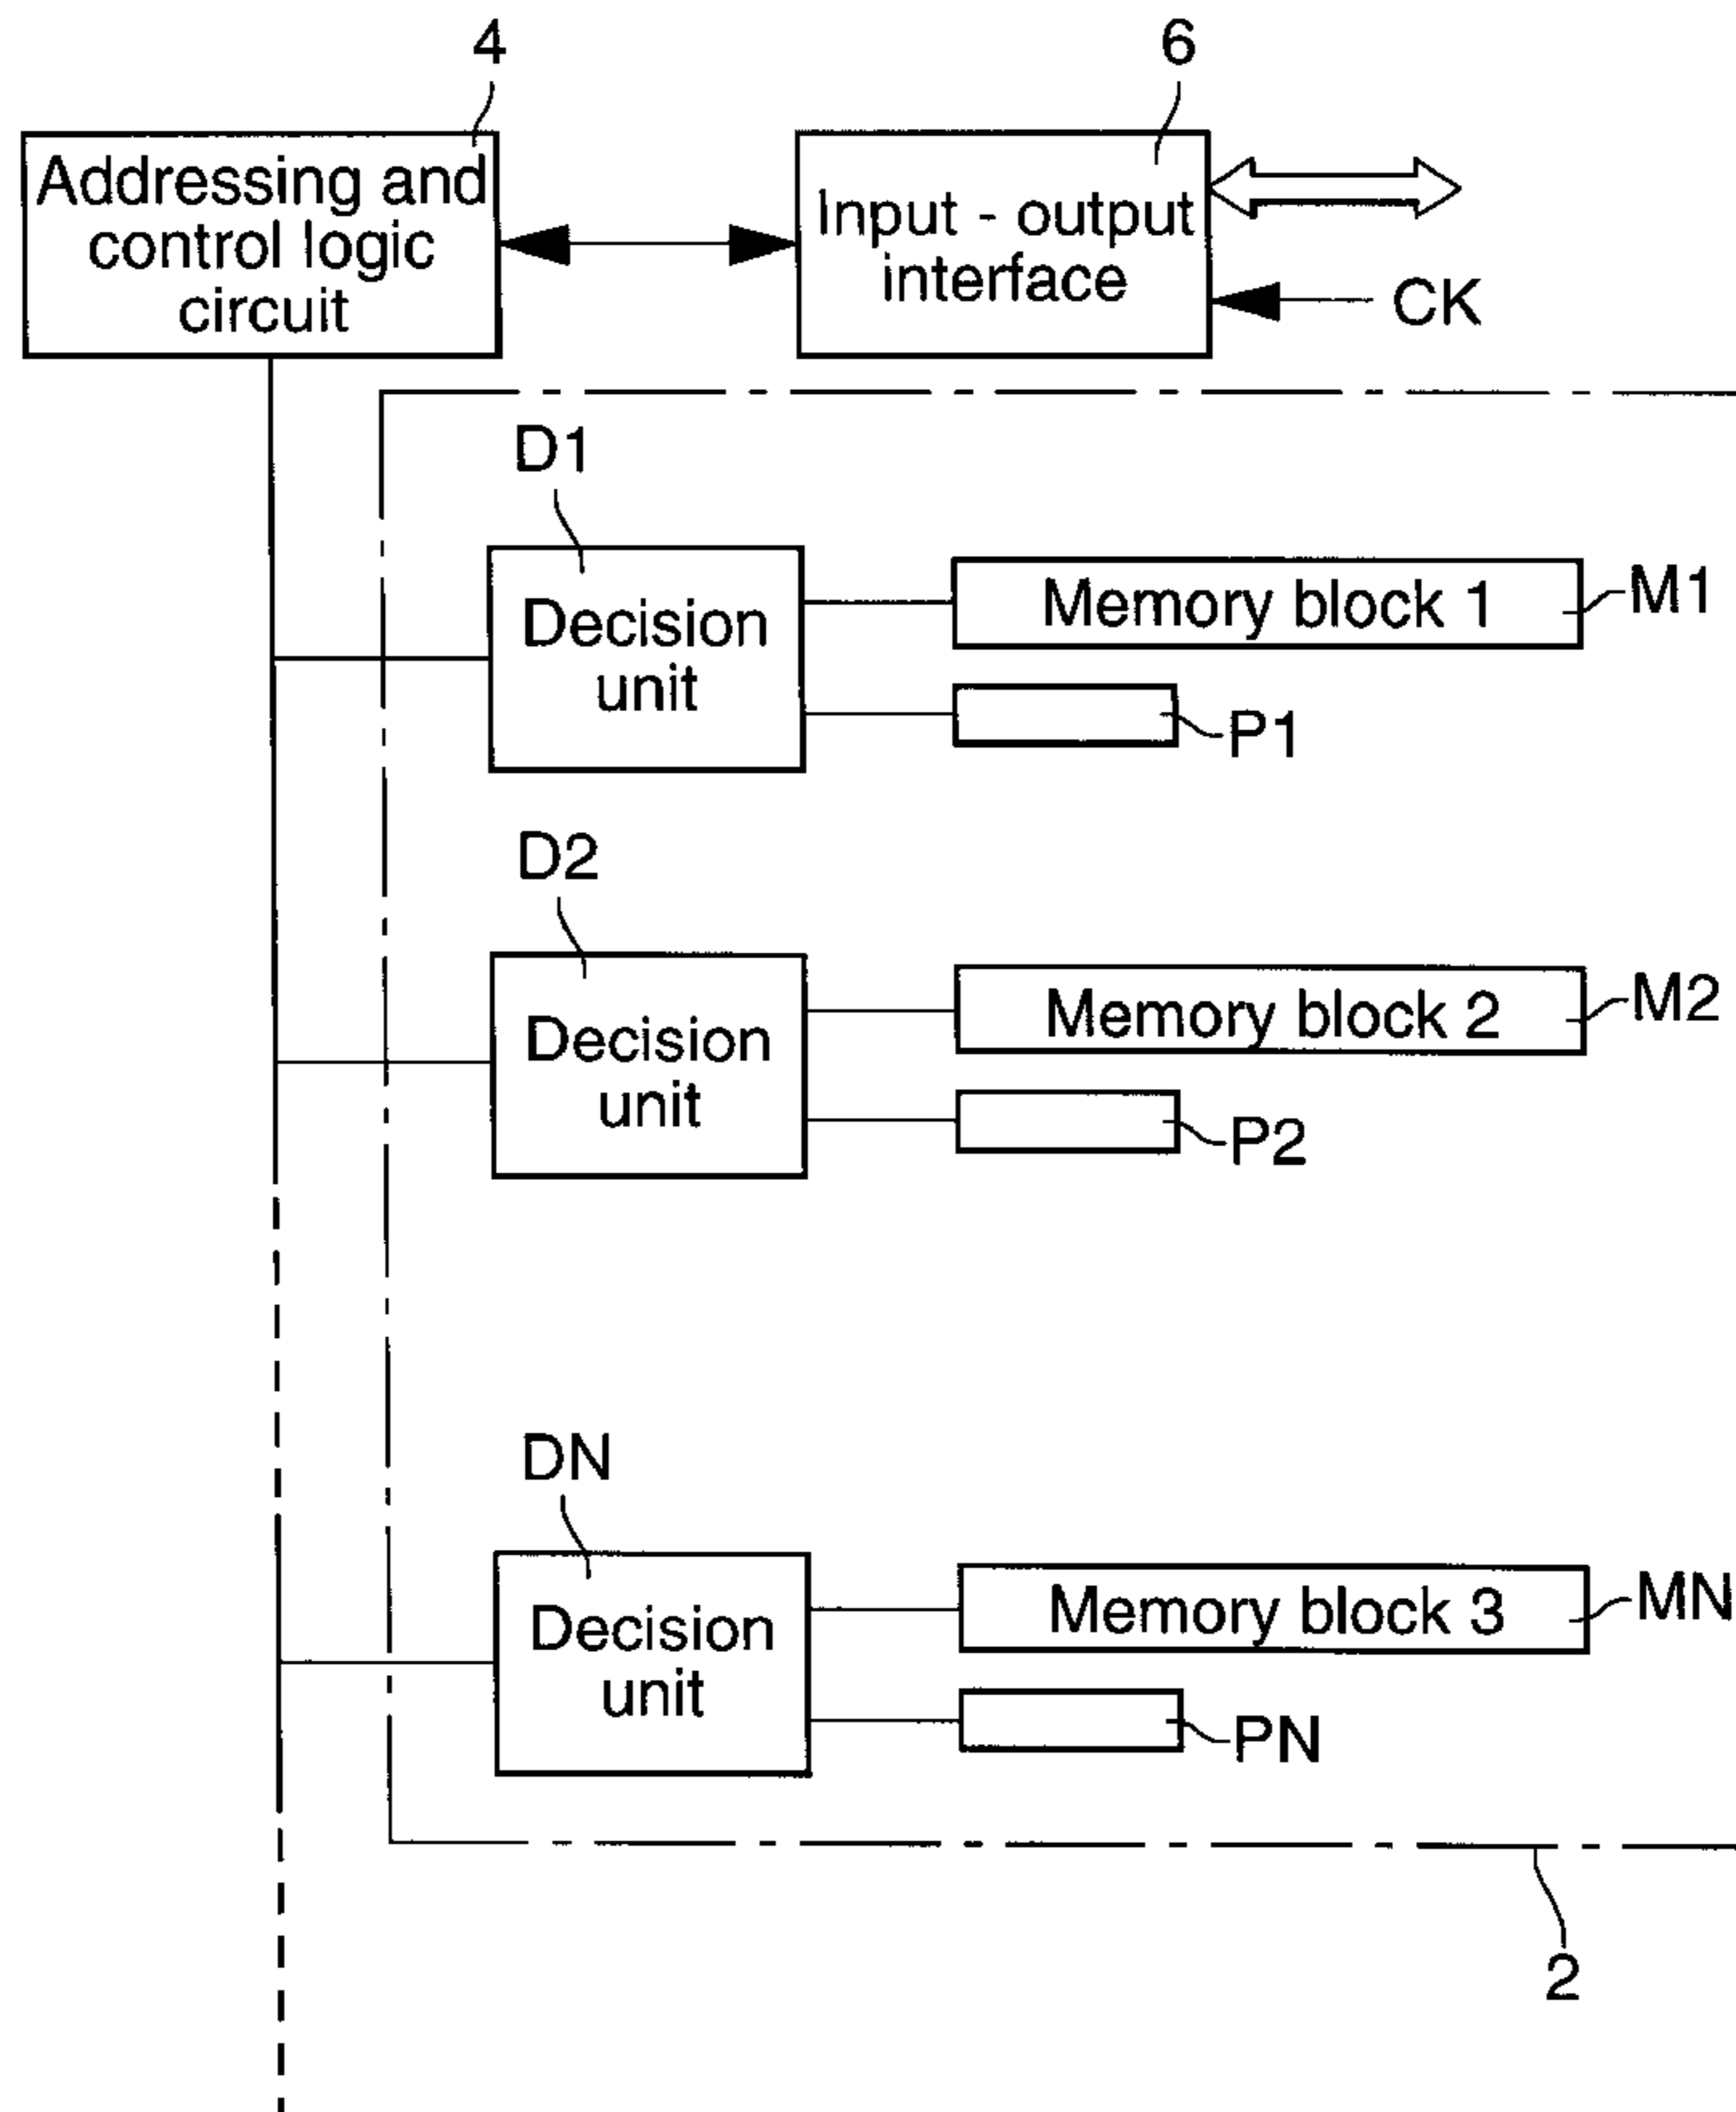 4
6
Addressing and
control logic
circuit
Input - output
interface
CK
D1
Decision
unit
Memory block 1
M1
P1
D2
Decision
unit
Memory block 2
M2
P2
DN
Decision
unit
Memory block 3
MN
PN
2